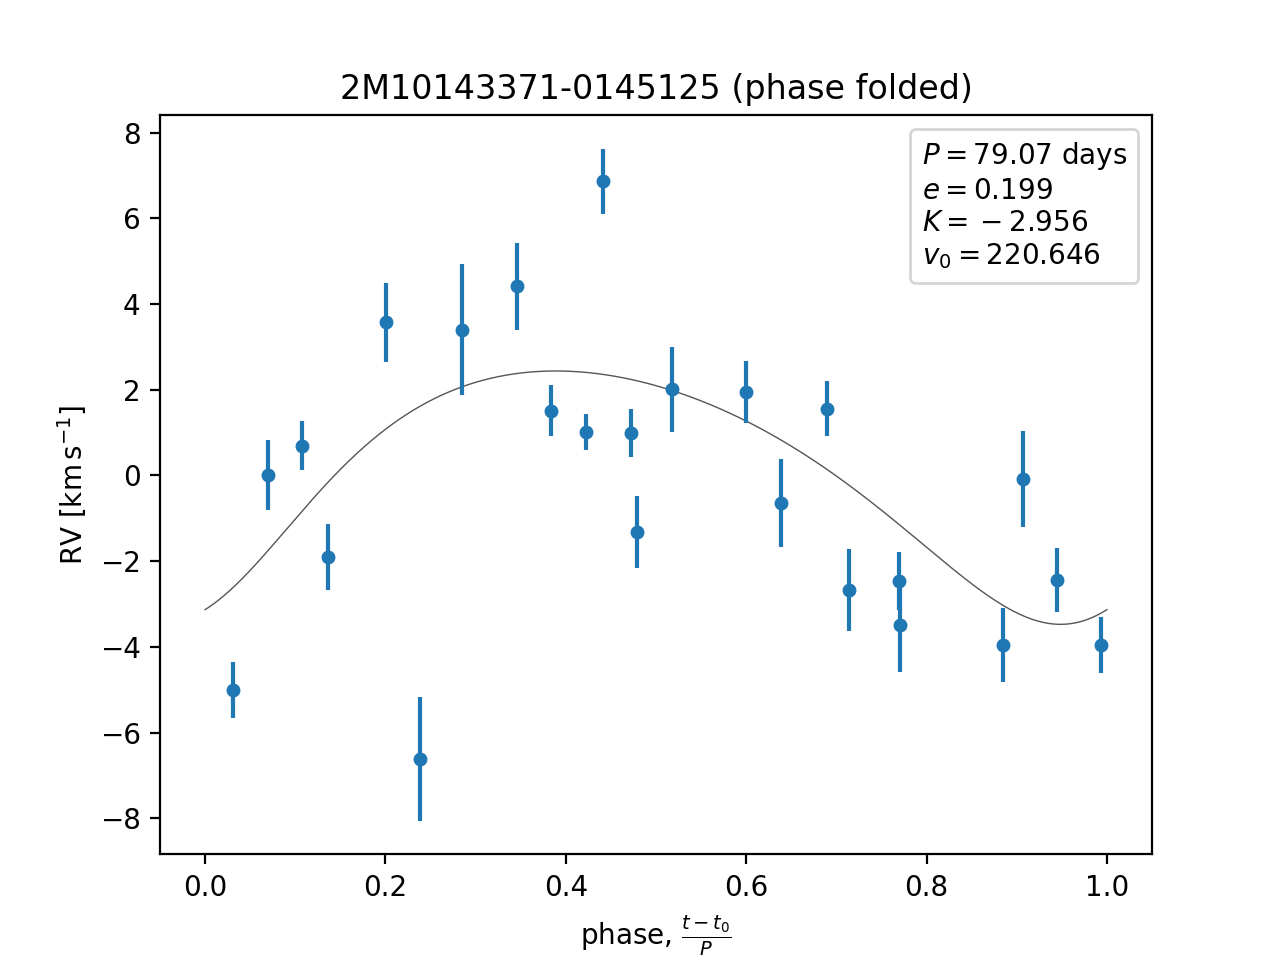 2M10143371-0145125 (phase folded)
P = 79.07 days
e = 0.199
K = −2.956
v₀ = 220.646
8
6
4
2
0
−2
−4
−6
−8
RV [km s⁻¹]
0.0 0.2 0.4 0.6 0.8 1.0
phase, (t − t₀)/P